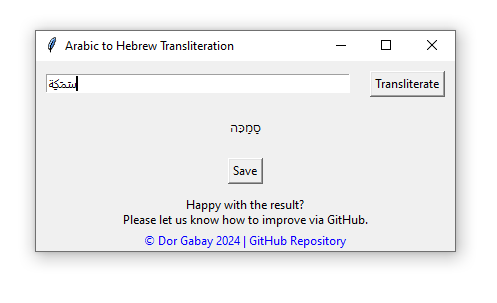 Arabic to Hebrew Transliteration
سَمَكِة Transliterate
סַמַכִּה
Save
Happy with the result?
Please let us know how to improve via GitHub.
© Dor Gabay 2024 | GitHub Repository